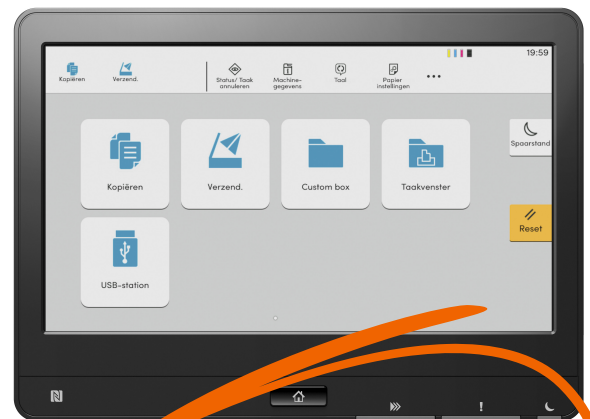 19:59
Kopiëren
Verzend.
Status/ Taak
annuleren
Machine-
gegevens
Taal
Papier
instellingen
Spaarstand
Kopiëren
Verzend.
Custom box
Taakvenster
Reset
USB-station
N
!